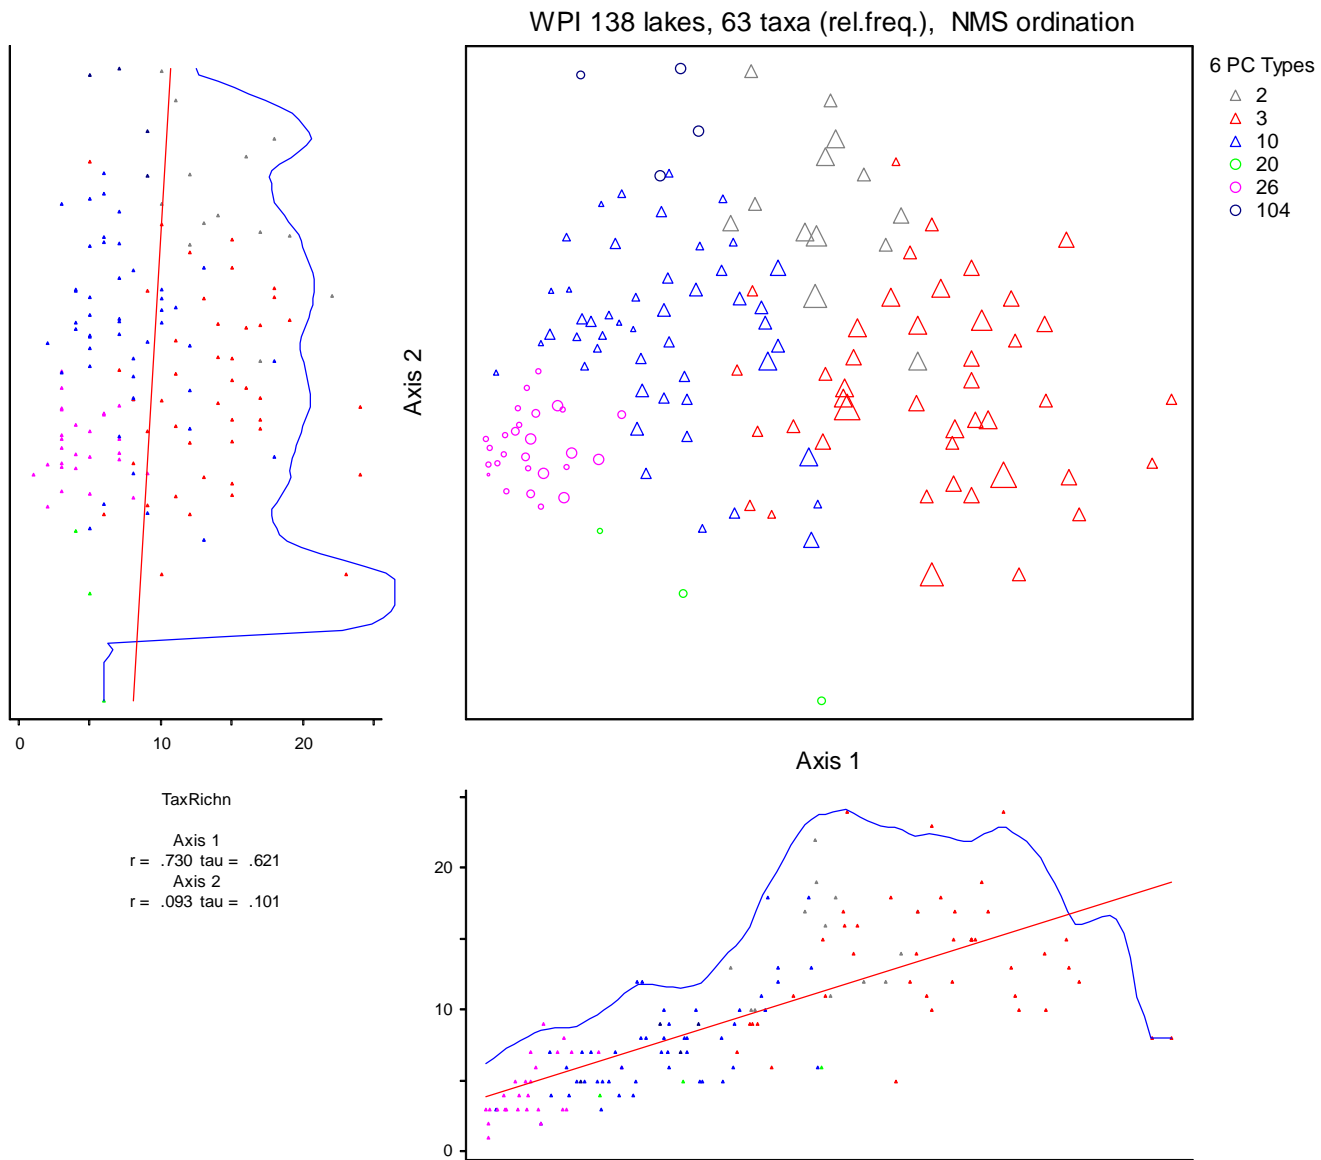 WPI 138 lakes, 63 taxa (rel.freq.), NMS ordination
6 PC Types
2
3
10
20
26
104
Axis 2
0 10 20
Axis 1
TaxRichn
Axis 1
r = .730 tau = .621
Axis 2
r = .093 tau = .101
20
10
0